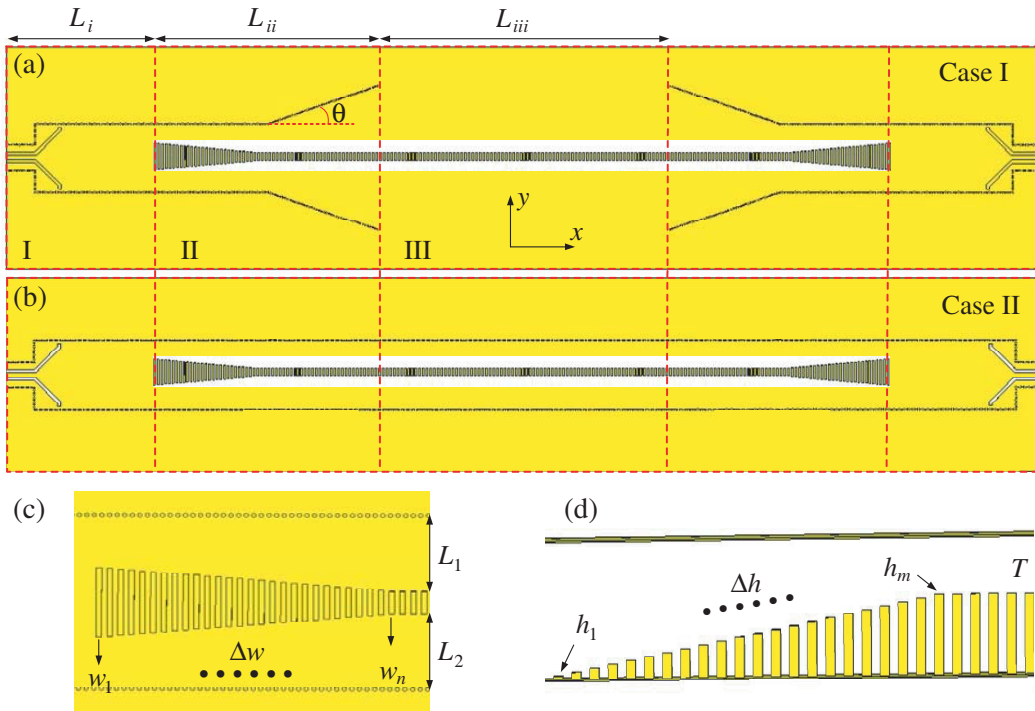 L_i L_ii L_iii
(a) Case I
θ
y
x
I II III
(b) Case II
(c) (d)
L_1
Δh h_m T
h_1
Δw L_2
w_1 w_n